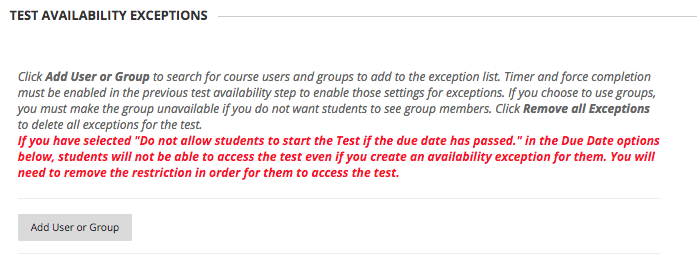 TEST AVAILABILITY EXCEPTIONS
Click Add User or Group to search for course users and groups to add to the exception list. Timer and force completion
must be enabled in the previous test availability step to enable those settings for exceptions. If you choose to use groups,
you must make the group unavailable if you do not want students to see group members. Click Remove all Exceptions
to delete all exceptions for the test.
If you have selected "Do not allow students to start the Test if the due date has passed." in the Due Date options
below, students will not be able to access the test even if you create an availability exception for them. You will
need to remove the restriction in order for them to access the test.
Add User or Group